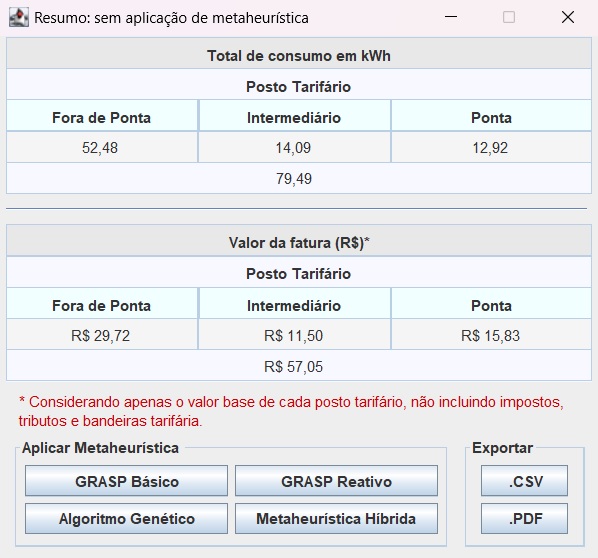 Resumo: sem aplicação de metaheurística
Total de consumo em kWh
Posto Tarifário
Fora de Ponta Intermediário Ponta
52,48 14,09 12,92
79,49
Valor da fatura (R$)*
Posto Tarifário
Fora de Ponta Intermediário Ponta
R$ 29,72 R$ 11,50 R$ 15,83
R$ 57,05
* Considerando apenas o valor base de cada posto tarifário, não incluindo impostos,
tributos e bandeiras tarifária.
Aplicar Metaheurística Exportar
GRASP Básico GRASP Reativo .CSV
Algoritmo Genético Metaheurística Híbrida .PDF